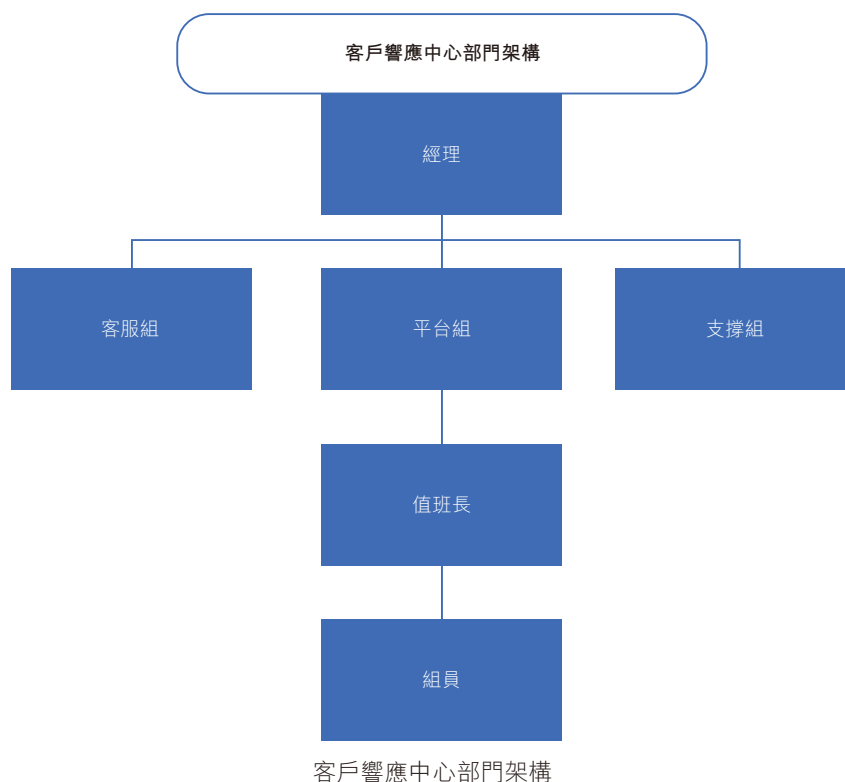 客戶響應中心部門架構
經理
客服組
平台組
支撐組
值班長
組員
客戶響應中心部門架構